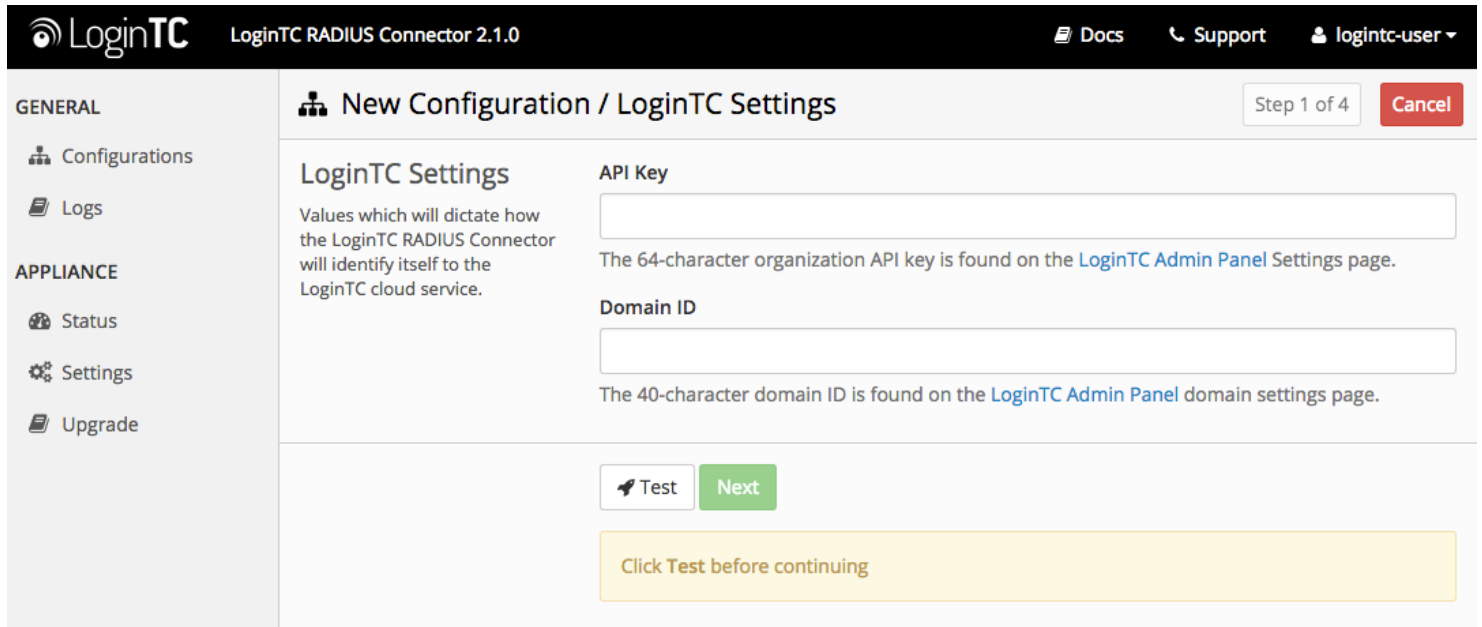 LoginTC LoginTC RADIUS Connector 2.1.0 Docs Support logintc-user
GENERAL
Configurations
Logs
APPLIANCE
Status
Settings
Upgrade
New Configuration / LoginTC Settings Step 1 of 4 Cancel
LoginTC Settings
Values which will dictate how
the LoginTC RADIUS Connector
will identify itself to the
LoginTC cloud service.
API Key
The 64-character organization API key is found on the LoginTC Admin Panel Settings page.
Domain ID
The 40-character domain ID is found on the LoginTC Admin Panel domain settings page.
Test Next
Click Test before continuing